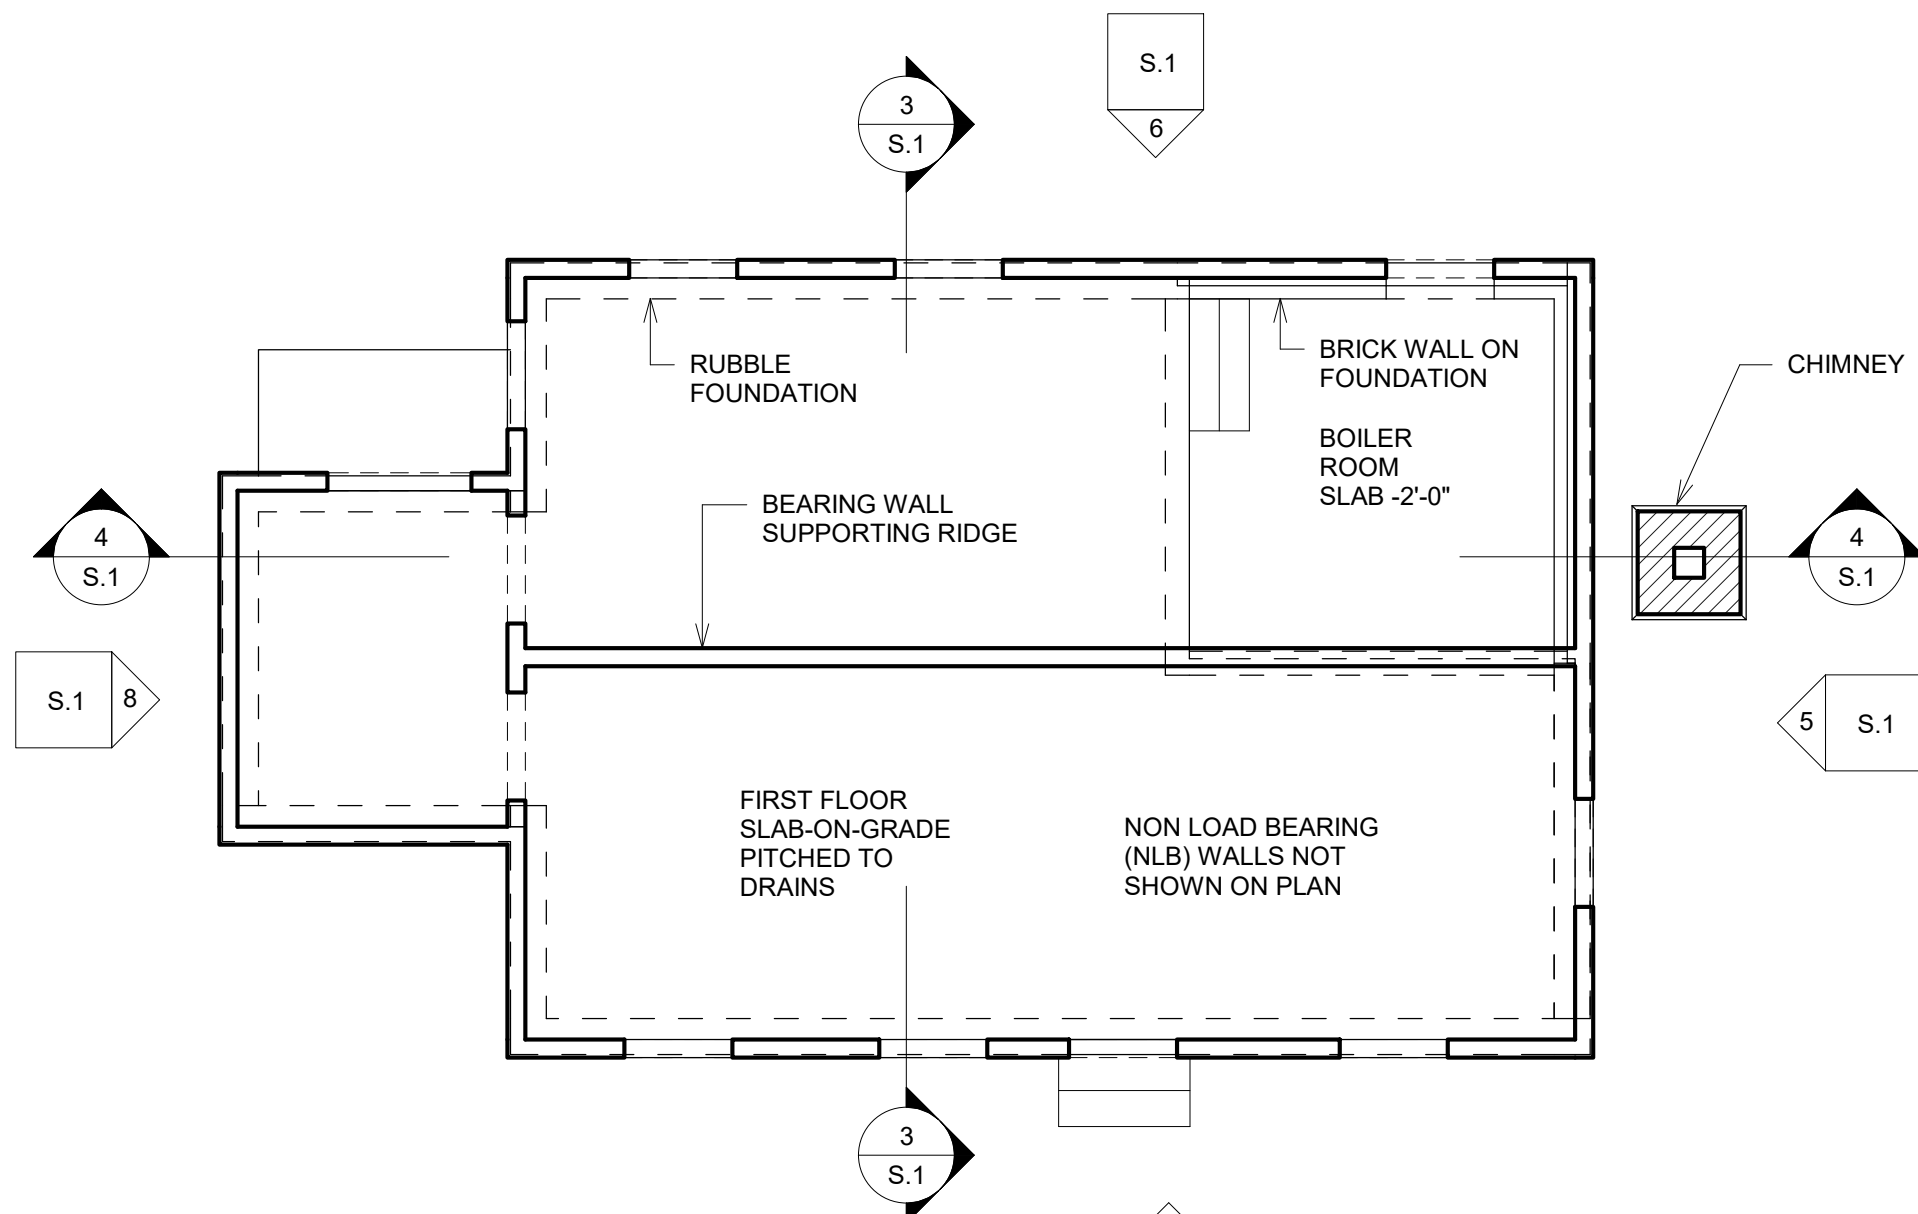 S.1
6
3
S.1
RUBBLE
FOUNDATION
BRICK WALL ON
FOUNDATION
CHIMNEY
BOILER
ROOM
SLAB -2'-0"
BEARING WALL
SUPPORTING RIDGE
4
S.1
4
S.1
S.1
8
5
S.1
FIRST FLOOR
SLAB-ON-GRADE
PITCHED TO
DRAINS
NON LOAD BEARING
(NLB) WALLS NOT
SHOWN ON PLAN
3
S.1